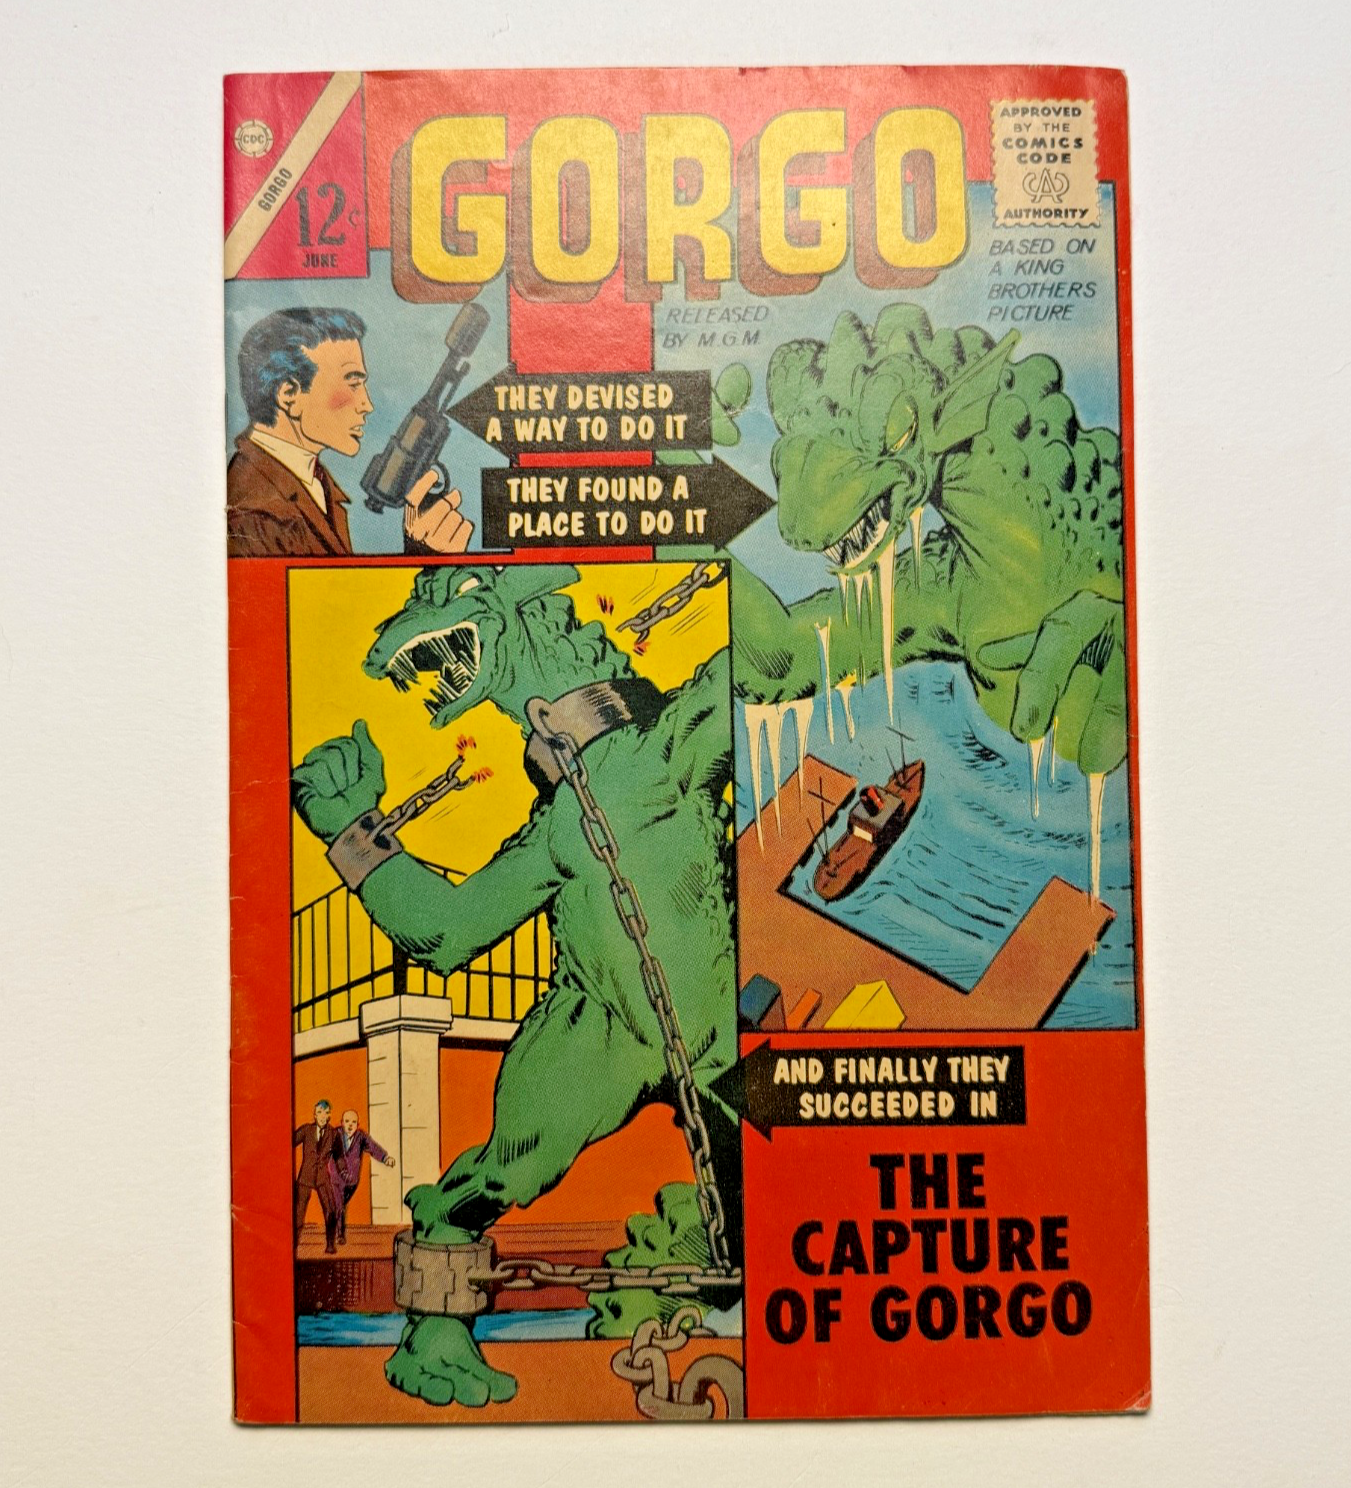 CDC
GORGO
12¢
JUNE
GORGO
APPROVED
BY THE
COMICS
CODE
CA
AUTHORITY
BASED ON
A KING
BROTHERS
PICTURE
RELEASED
BY M.G.M.
THEY DEVISED
A WAY TO DO IT
THEY FOUND A
PLACE TO DO IT
AND FINALLY THEY
SUCCEEDED IN
THE
CAPTURE
OF GORGO